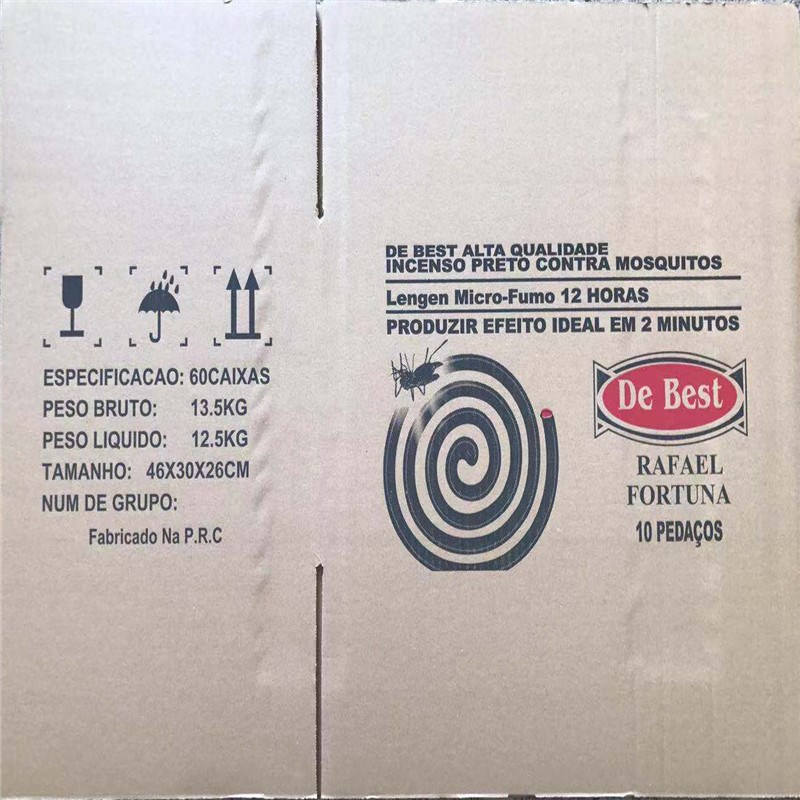 ESPECIFICACAO: 60CAIXAS
PESO BRUTO: 13.5KG
PESO LIQUIDO: 12.5KG
TAMANHO: 46X30X26CM
NUM DE GRUPO:
Fabricado Na P.R.C
DE BEST ALTA QUALIDADE
INCENSO PRETO CONTRA MOSQUITOS
Lengen Micro-Fumo 12 HORAS
PRODUZIR EFEITO IDEAL EM 2 MINUTOS
De Best
RAFAEL
FORTUNA
10 PEDAÇOS